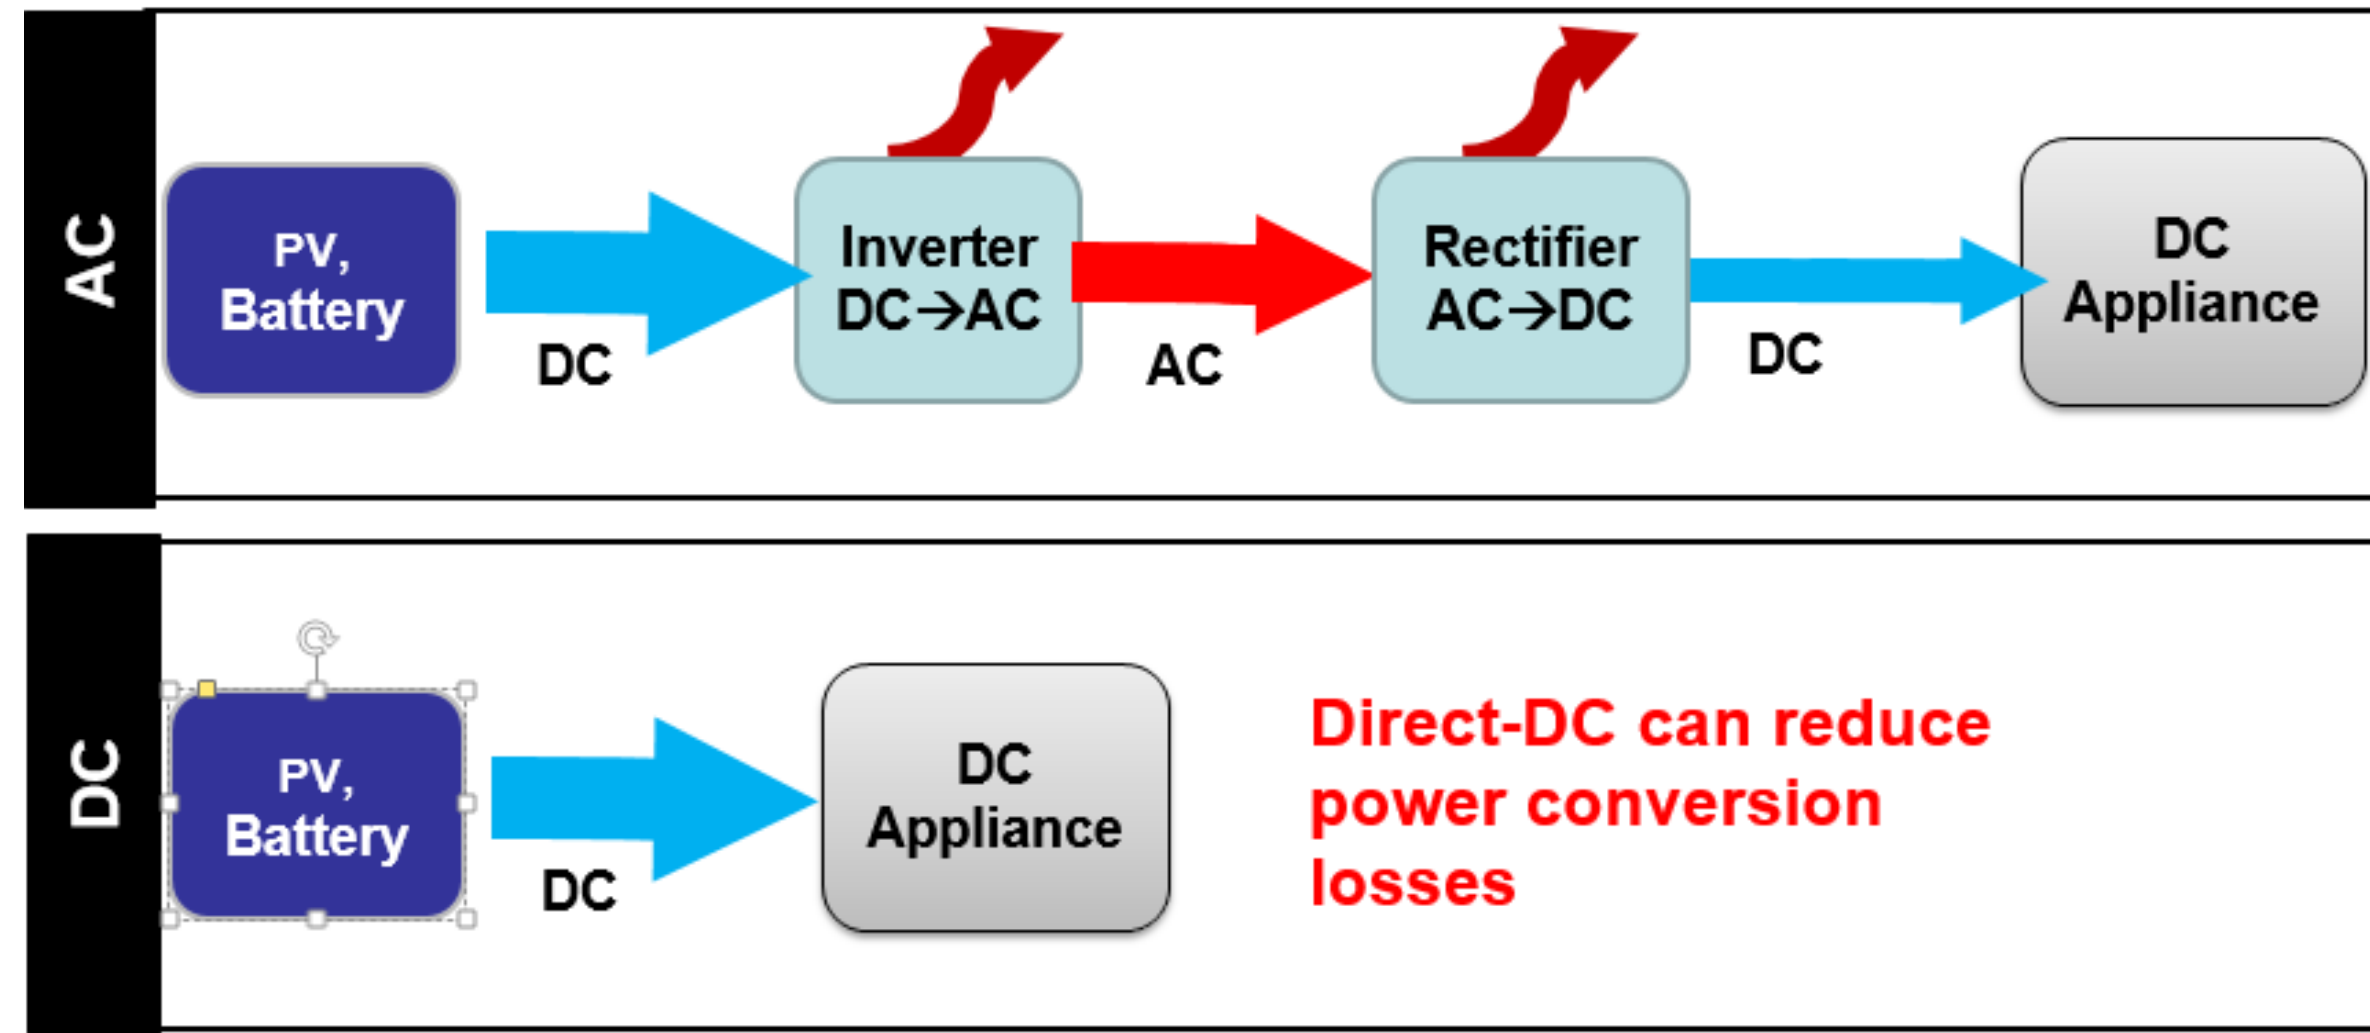 AC
PV,
Battery
DC
Inverter
DC→AC
AC
Rectifier
AC→DC
DC
DC
Appliance
DC
PV,
Battery
DC
DC
Appliance
Direct-DC can reduce
power conversion
losses